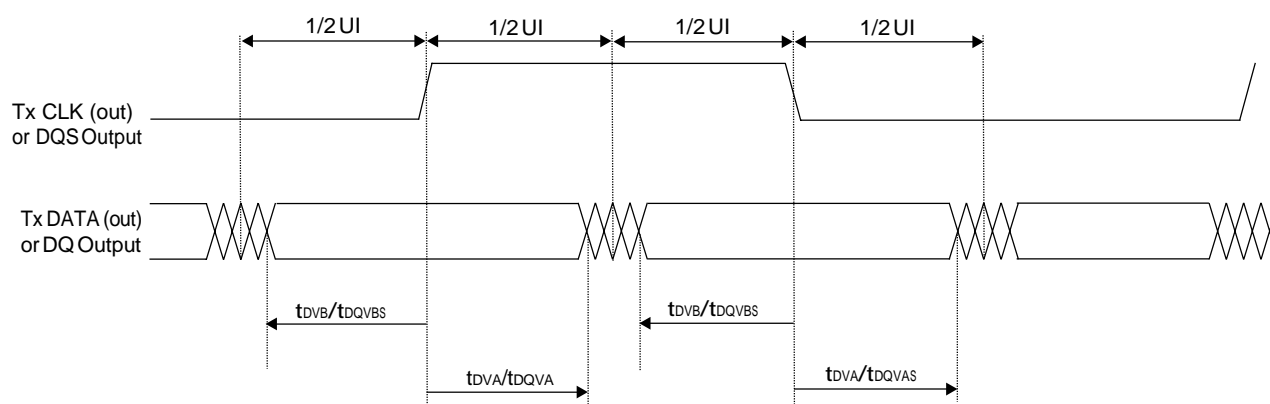 1/2 UI
1/2 UI
1/2 UI
1/2 UI
Tx CLK (out)
or DQS Output
Tx DATA (out)
or DQ Output
tDVB/tDQVBS
tDVB/tDQVBS
tDVA/tDQVA
tDVA/tDQVAS